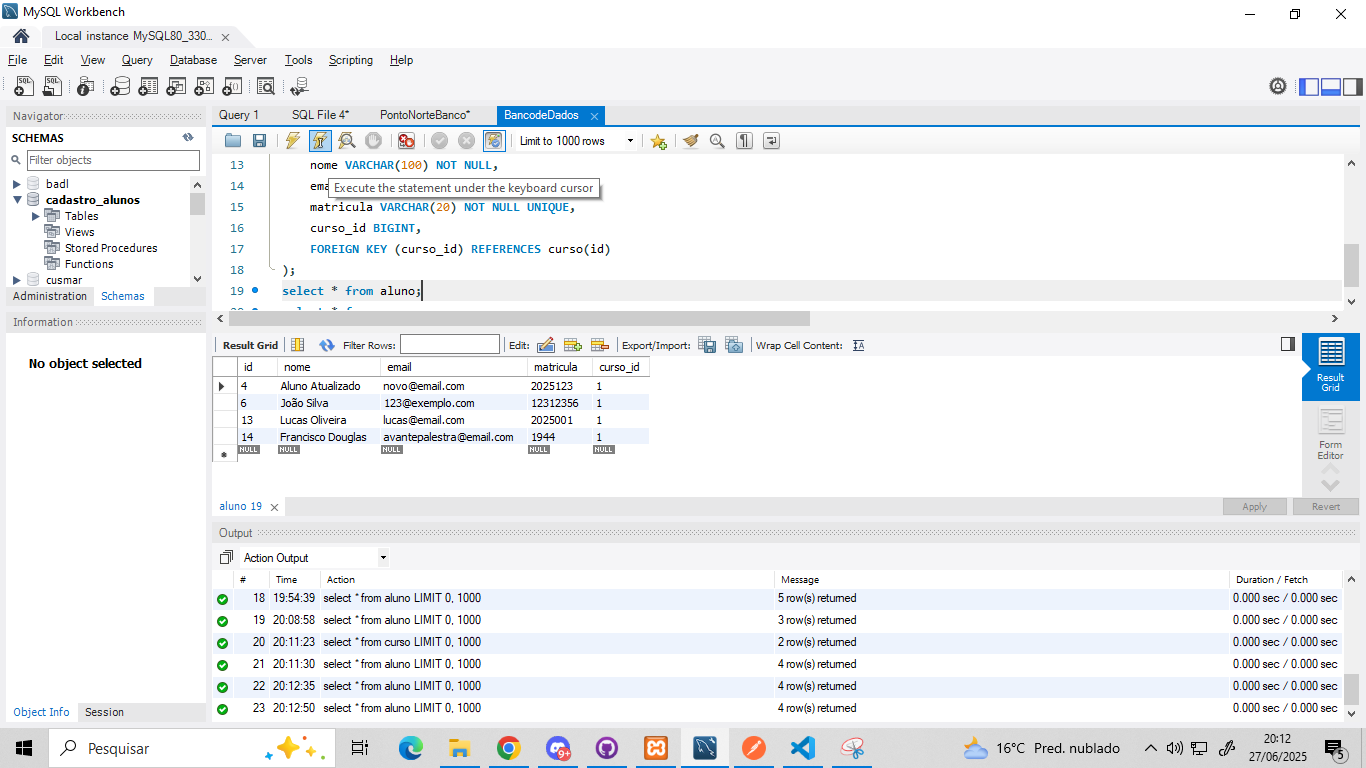 MySQL Workbench
Local instance MySQL80_330...
File Edit View Query Database Server Tools Scripting Help
Navigator
SCHEMAS
Filter objects
badl
cadastro_alunos
Tables
Views
Stored Procedures
Functions
cusmar
Administration Schemas
Information
No object selected
Object Info Session
Query 1 SQL File 4* PontoNorteBanco* BancodeDados
Limit to 1000 rows
13 nome VARCHAR(100) NOT NULL,
14 ema
Execute the statement under the keyboard cursor
15 matricula VARCHAR(20) NOT NULL UNIQUE,
16 curso_id BIGINT,
17 FOREIGN KEY (curso_id) REFERENCES curso(id)
18 );
19 select * from aluno;
Result Grid Filter Rows: Edit: Export/Import: Wrap Cell Content:
id nome email matricula curso_id
4 Aluno Atualizado novo@email.com 2025123 1
6 João Silva 123@exemplo.com 12312356 1
13 Lucas Oliveira lucas@email.com 2025001 1
14 Francisco Douglas avantepalestra@email.com 1944 1
NULL NULL NULL NULL NULL
Result
Grid
Form
Editor
aluno 19
Apply Revert
Output
Action Output
# Time Action Message Duration / Fetch
18 19:54:39 select * from aluno LIMIT 0, 1000 5 row(s) returned 0.000 sec / 0.000 sec
19 20:08:58 select * from aluno LIMIT 0, 1000 3 row(s) returned 0.000 sec / 0.000 sec
20 20:11:23 select * from curso LIMIT 0, 1000 2 row(s) returned 0.000 sec / 0.000 sec
21 20:11:30 select * from aluno LIMIT 0, 1000 4 row(s) returned 0.000 sec / 0.000 sec
22 20:12:35 select * from aluno LIMIT 0, 1000 4 row(s) returned 0.000 sec / 0.000 sec
23 20:12:50 select * from aluno LIMIT 0, 1000 4 row(s) returned 0.000 sec / 0.000 sec
Pesquisar
9+
16°C Pred. nublado
20:12
27/06/2025
5